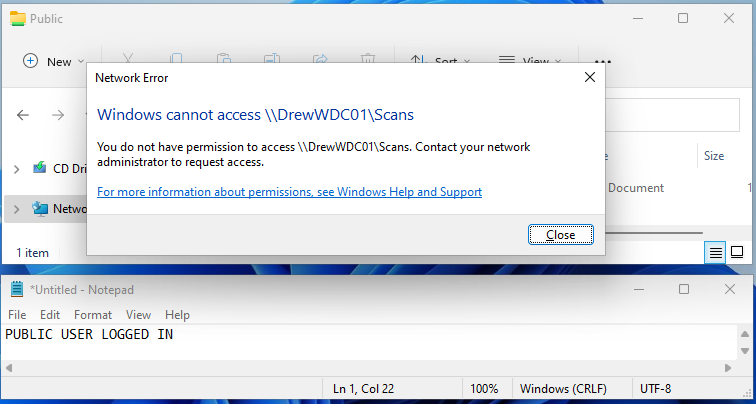 Public
New
Sort
View
Network Error
Windows cannot access \\DrewWDC01\Scans
You do not have permission to access \\DrewWDC01\Scans. Contact your network
administrator to request access.
For more information about permissions, see Windows Help and Support
Close
CD Dri
Netwo
e
Size
Document
1
1 item
*Untitled - Notepad
File Edit Format View Help
PUBLIC USER LOGGED IN
Ln 1, Col 22
100%
Windows (CRLF)
UTF-8